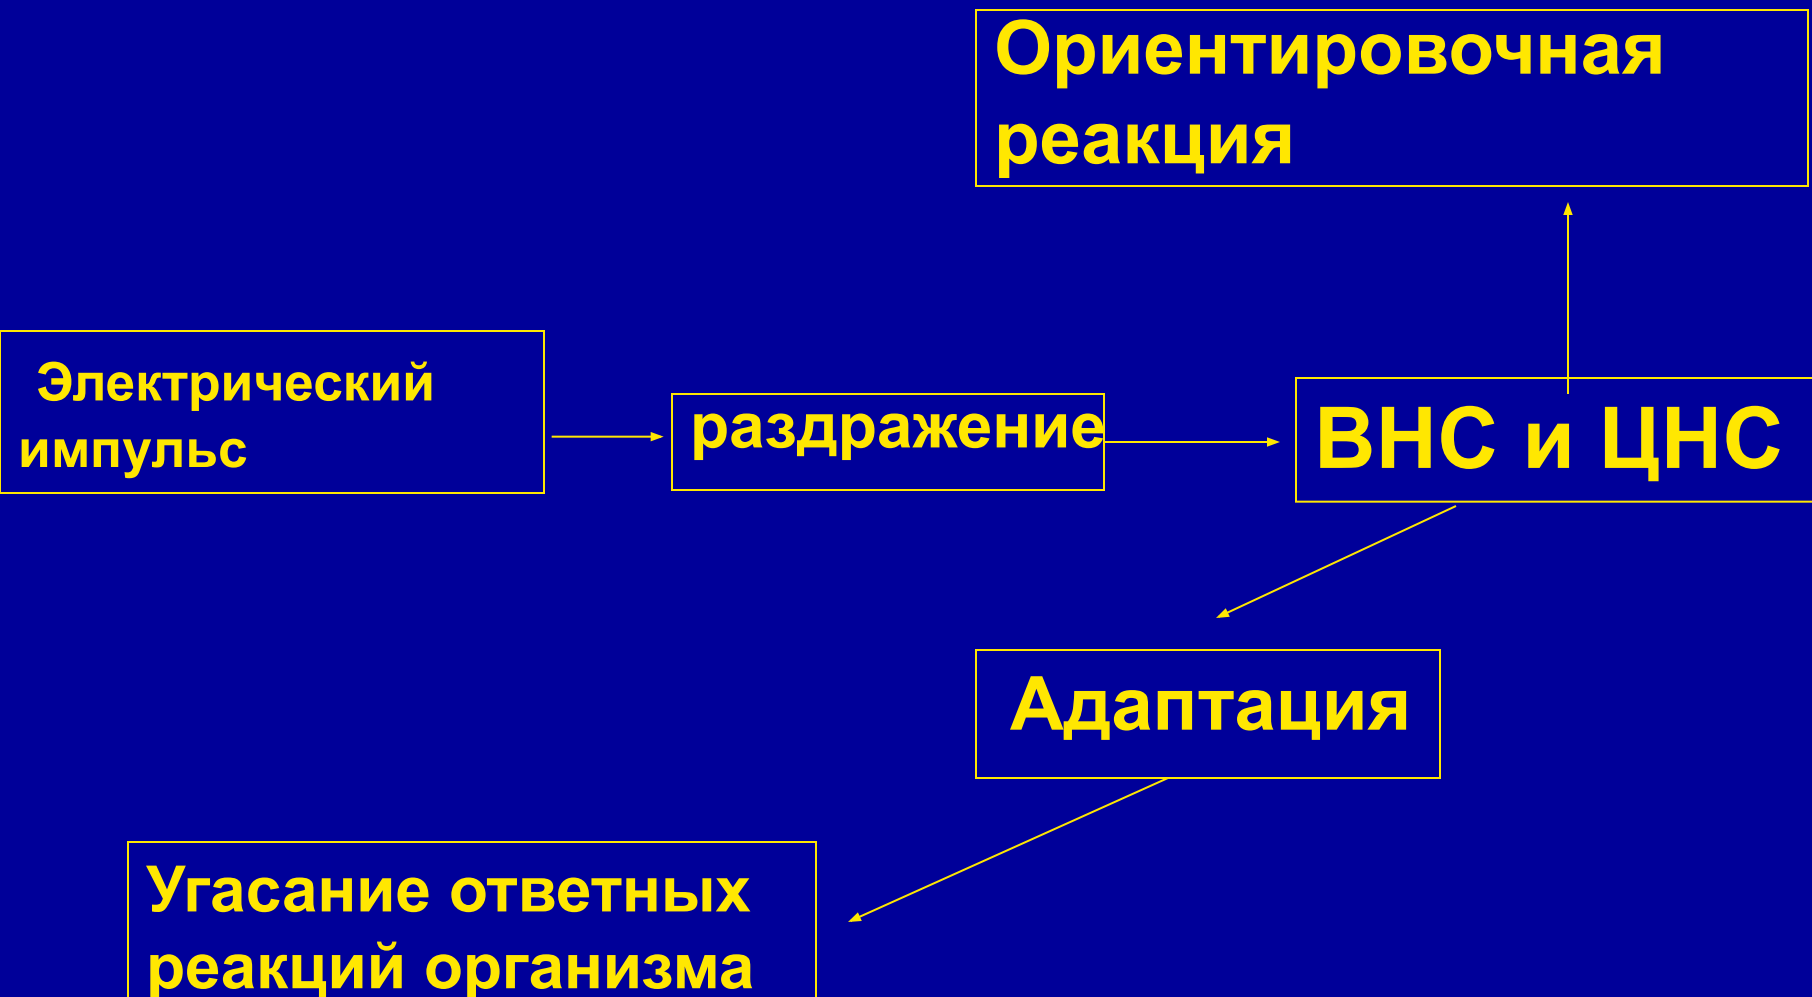 Ориентировочная
реакция
Электрический
импульс
раздражение
ВНС и ЦНС
Адаптация
Угасание ответных
реакций организма